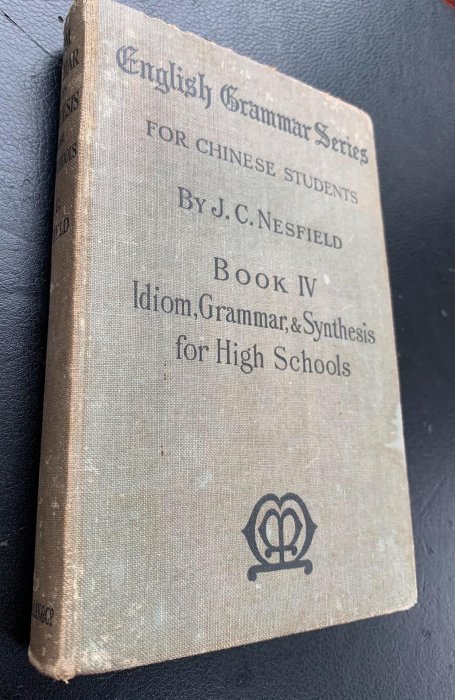 English Grammar Series
FOR CHINESE STUDENTS
BY J. C. NESFIELD
BOOK IV
Idiom, Grammar, & Synthesis
for High Schools